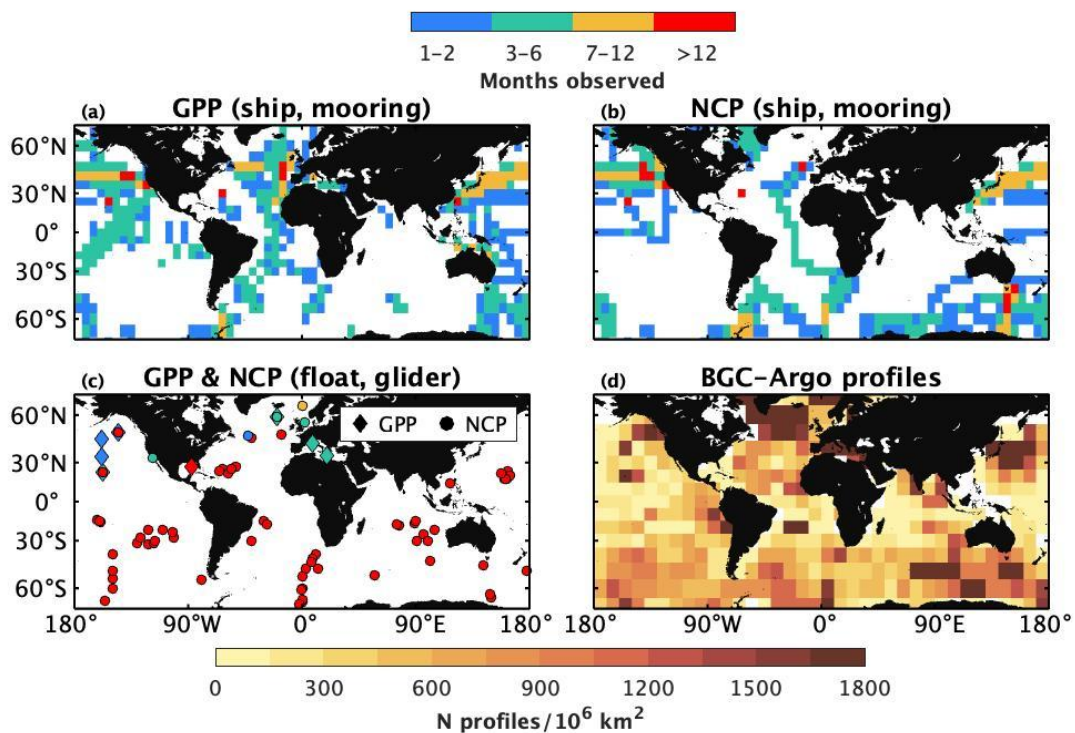 1–2 3–6 7–12 >12
Months observed
(a) GPP (ship, mooring)
(b) NCP (ship, mooring)
60°N
30°N
0°
30°S
60°S
(c) GPP & NCP (float, glider)
(d) BGC–Argo profiles
GPP NCP
60°N
30°N
0°
30°S
60°S
180° 90°W 0° 90°E 180°
180° 90°W 0° 90°E 180°
0 300 600 900 1200 1500 1800
N profiles/10⁶ km²